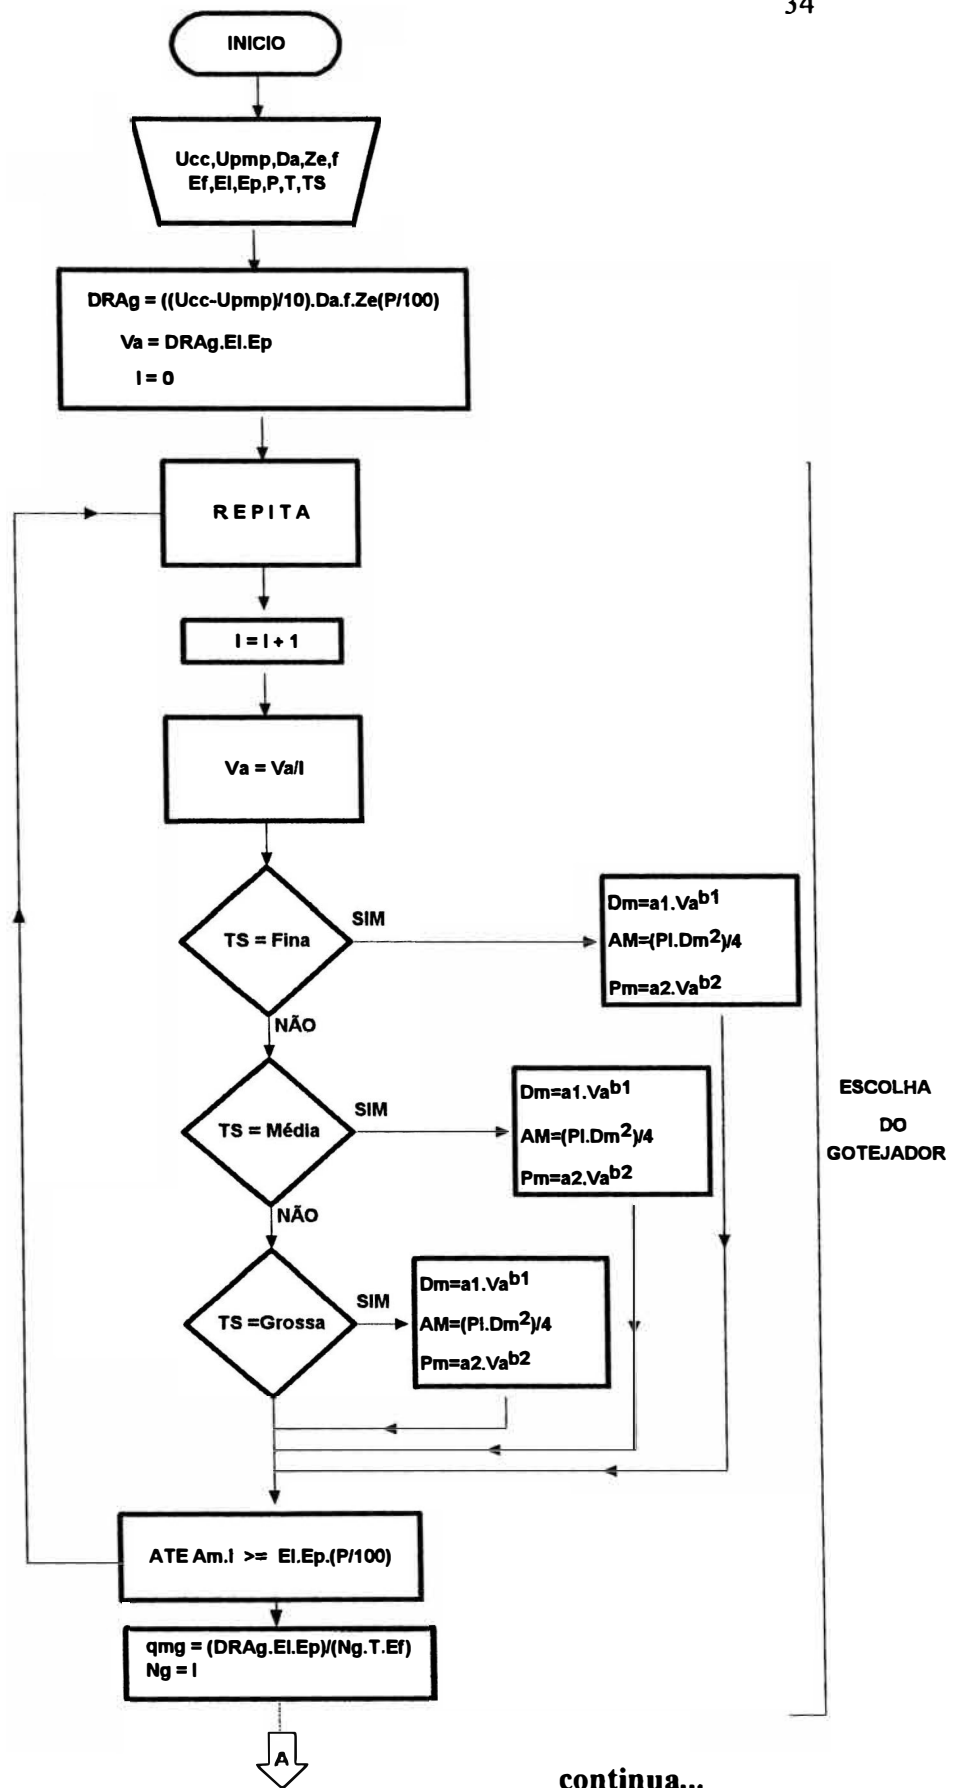 34
INICIO
Ucc,Upmp,Da,Ze,f
Ef,El,Ep,P,T,TS
DRAg = ((Ucc-Upmp)/10).Da.f.Ze(P/100)
Va = DRAg.El.Ep
I = 0
R E P I T A
I = I + 1
Va = Va/I
TS = Fina
SIM
Dm=a1.Va^b1
AM=(PI.Dm^2)/4
Pm=a2.Va^b2
NÃO
TS = Média
SIM
Dm=a1.Va^b1
AM=(PI.Dm^2)/4
Pm=a2.Va^b2
ESCOLHA
DO
GOTEJADOR
NÃO
TS =Grossa
SIM
Dm=a1.Va^b1
AM=(PI.Dm^2)/4
Pm=a2.Va^b2
ATE Am.I >= El.Ep.(P/100)
qmg = (DRAg.El.Ep)/(Ng.T.Ef)
Ng = I
A
continua...